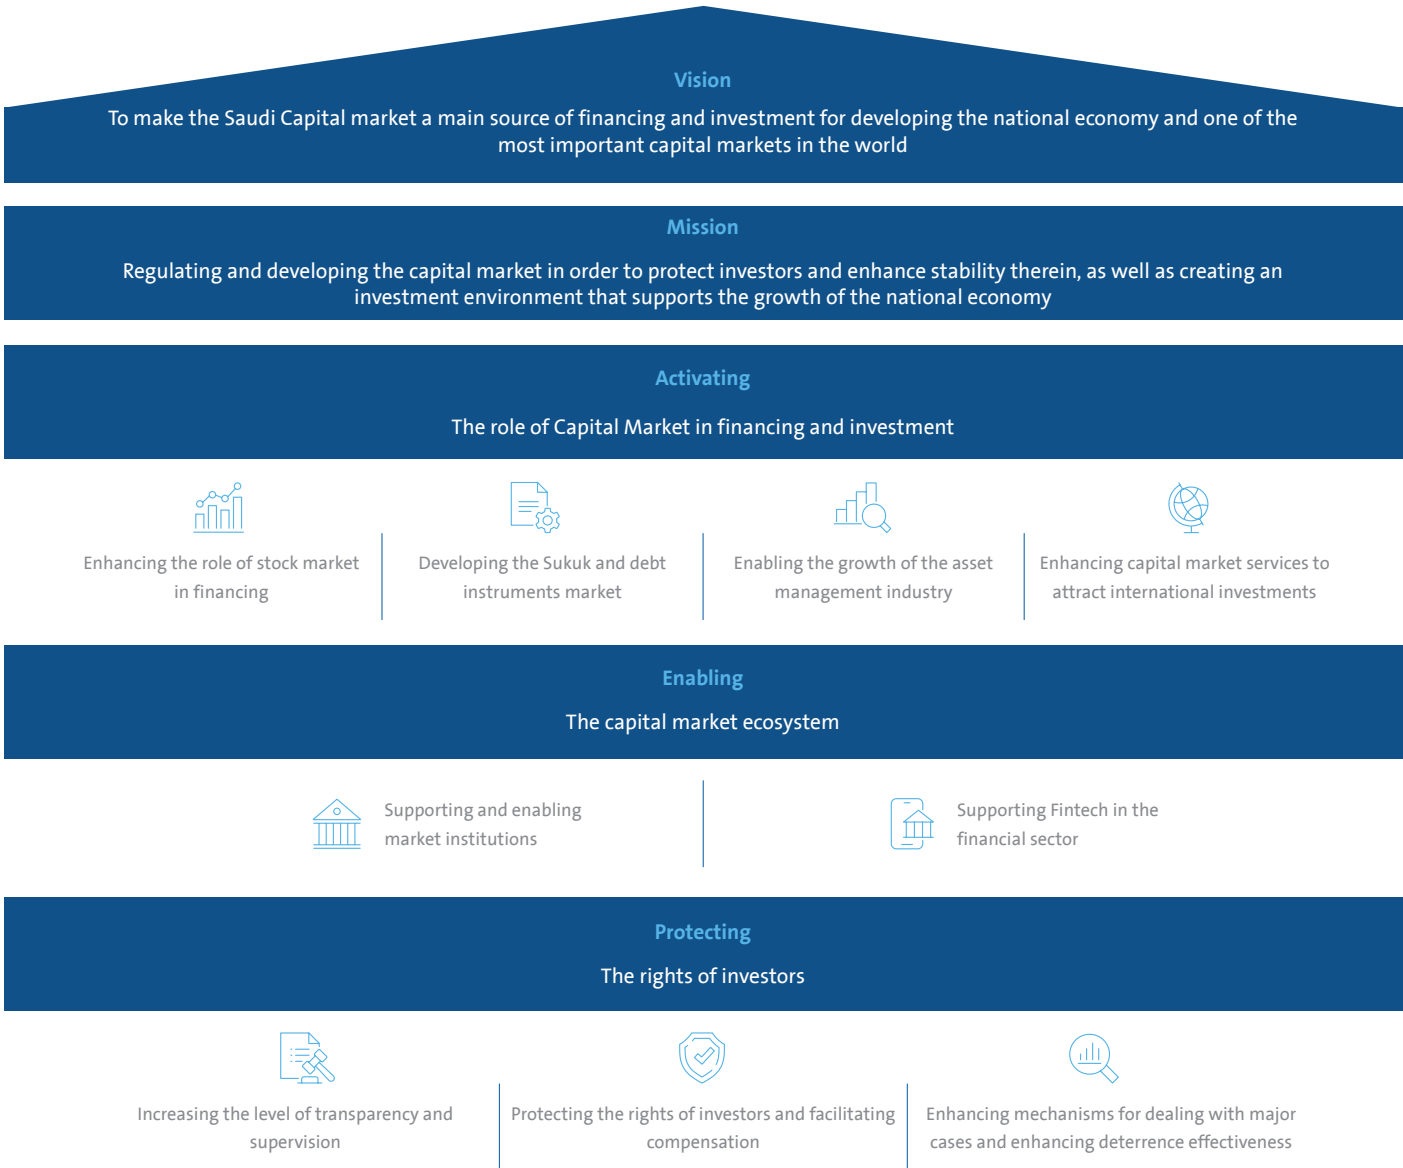 Vision
To make the Saudi Capital market a main source of financing and investment for developing the national economy and one of the
most important capital markets in the world
Mission
Regulating and developing the capital market in order to protect investors and enhance stability therein, as well as creating an
investment environment that supports the growth of the national economy
Activating
The role of Capital Market in financing and investment
Enhancing the role of stock market
in financing
Developing the Sukuk and debt
instruments market
Enabling the growth of the asset
management industry
Enhancing capital market services to
attract international investments
Enabling
The capital market ecosystem
Supporting and enabling
market institutions
Supporting Fintech in the
financial sector
Protecting
The rights of investors
Increasing the level of transparency and
supervision
Protecting the rights of investors and facilitating
compensation
Enhancing mechanisms for dealing with major
cases and enhancing deterrence effectiveness